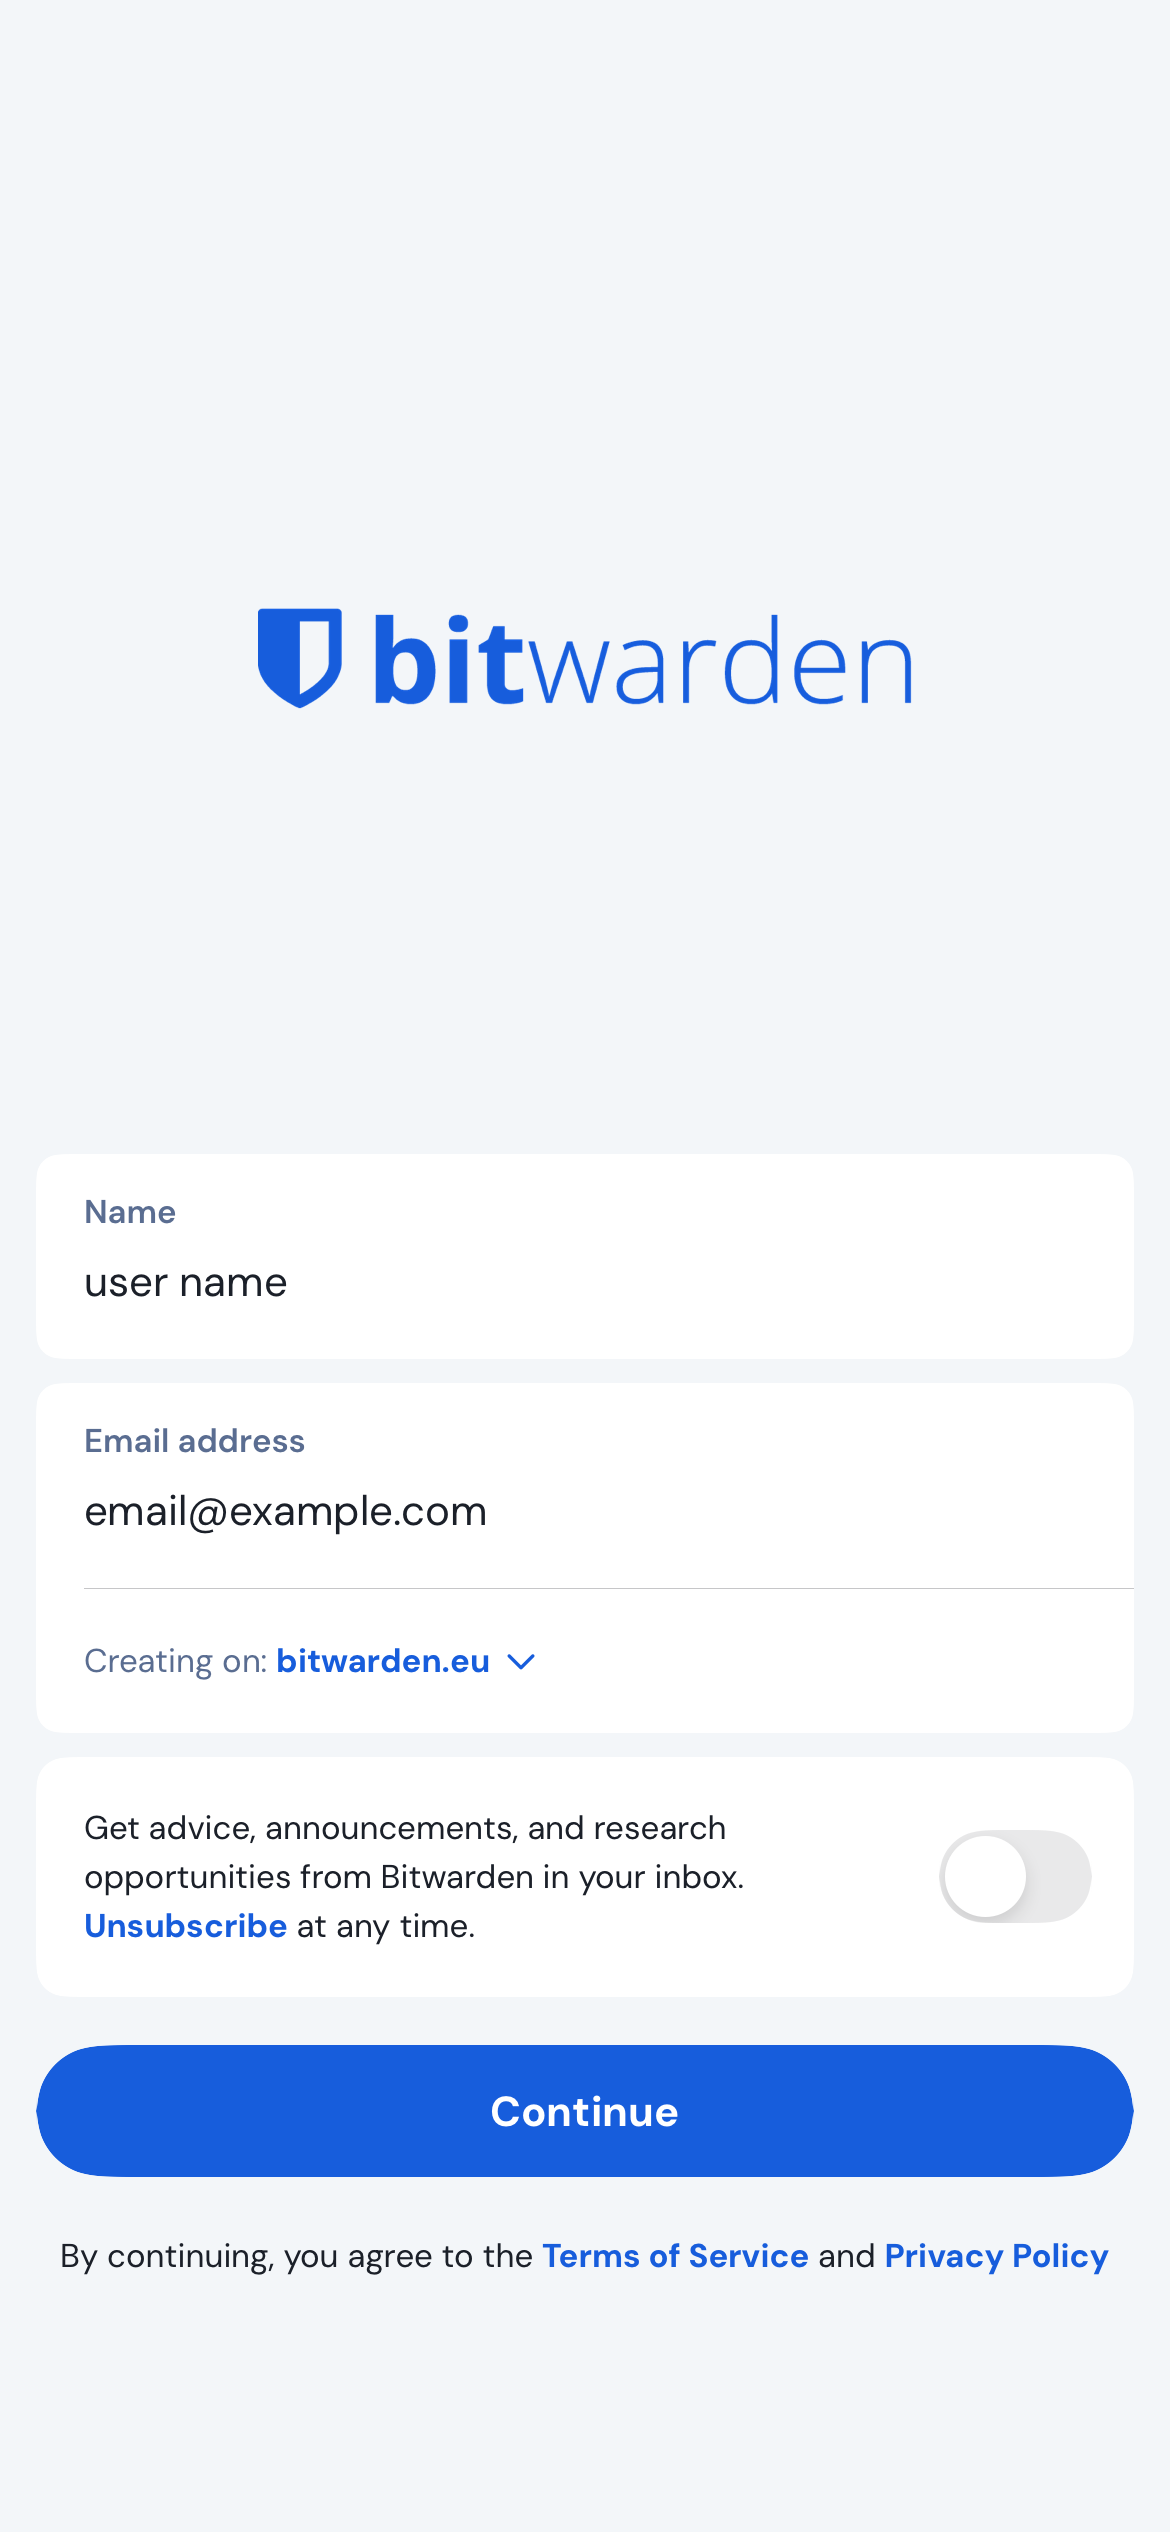 bitwarden
Name
user name
Email address
email@example.com
Creating on: bitwarden.eu
Get advice, announcements, and research
opportunities from Bitwarden in your inbox.
Unsubscribe at any time.
Continue
By continuing, you agree to the Terms of Service and Privacy Policy